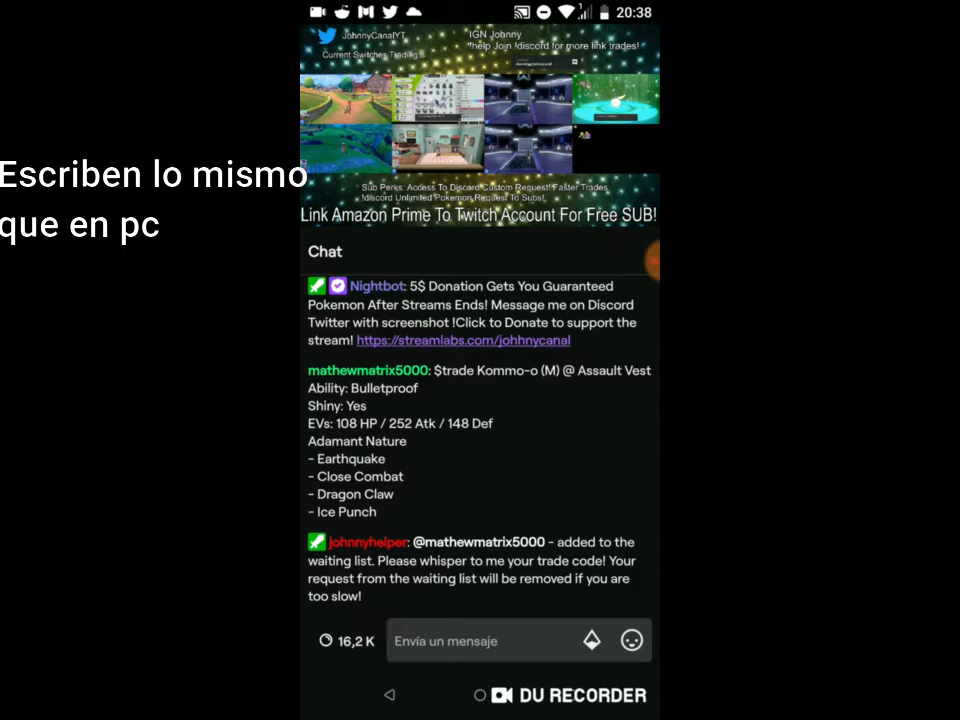 20:38
JohnnyCanalYT
IGN Johnny
!help Join !discord for more link trades!
Current Switches Trading:8
Escriben lo mismo
que en pc
Sub Perks: Access To Discord Custom Request! Faster Trades
!discord Unlimited Pokemon Request To Subs!
Link Amazon Prime To Twitch Account For Free SUB!
Chat
Nightbot: 5$ Donation Gets You Guaranteed
Pokemon After Streams Ends! Message me on Discord
Twitter with screenshot !Click to Donate to support the
stream! https://streamlabs.com/johhnycanal
mathewmatrix5000: $trade Kommo-o (M) @ Assault Vest
Ability: Bulletproof
Shiny: Yes
EVs: 108 HP / 252 Atk / 148 Def
Adamant Nature
- Earthquake
- Close Combat
- Dragon Claw
- Ice Punch
johnnyhelper: @mathewmatrix5000 - added to the
waiting list. Please whisper to me your trade code! Your
request from the waiting list will be removed if you are
too slow!
16,2 K
Envía un mensaje
DU RECORDER